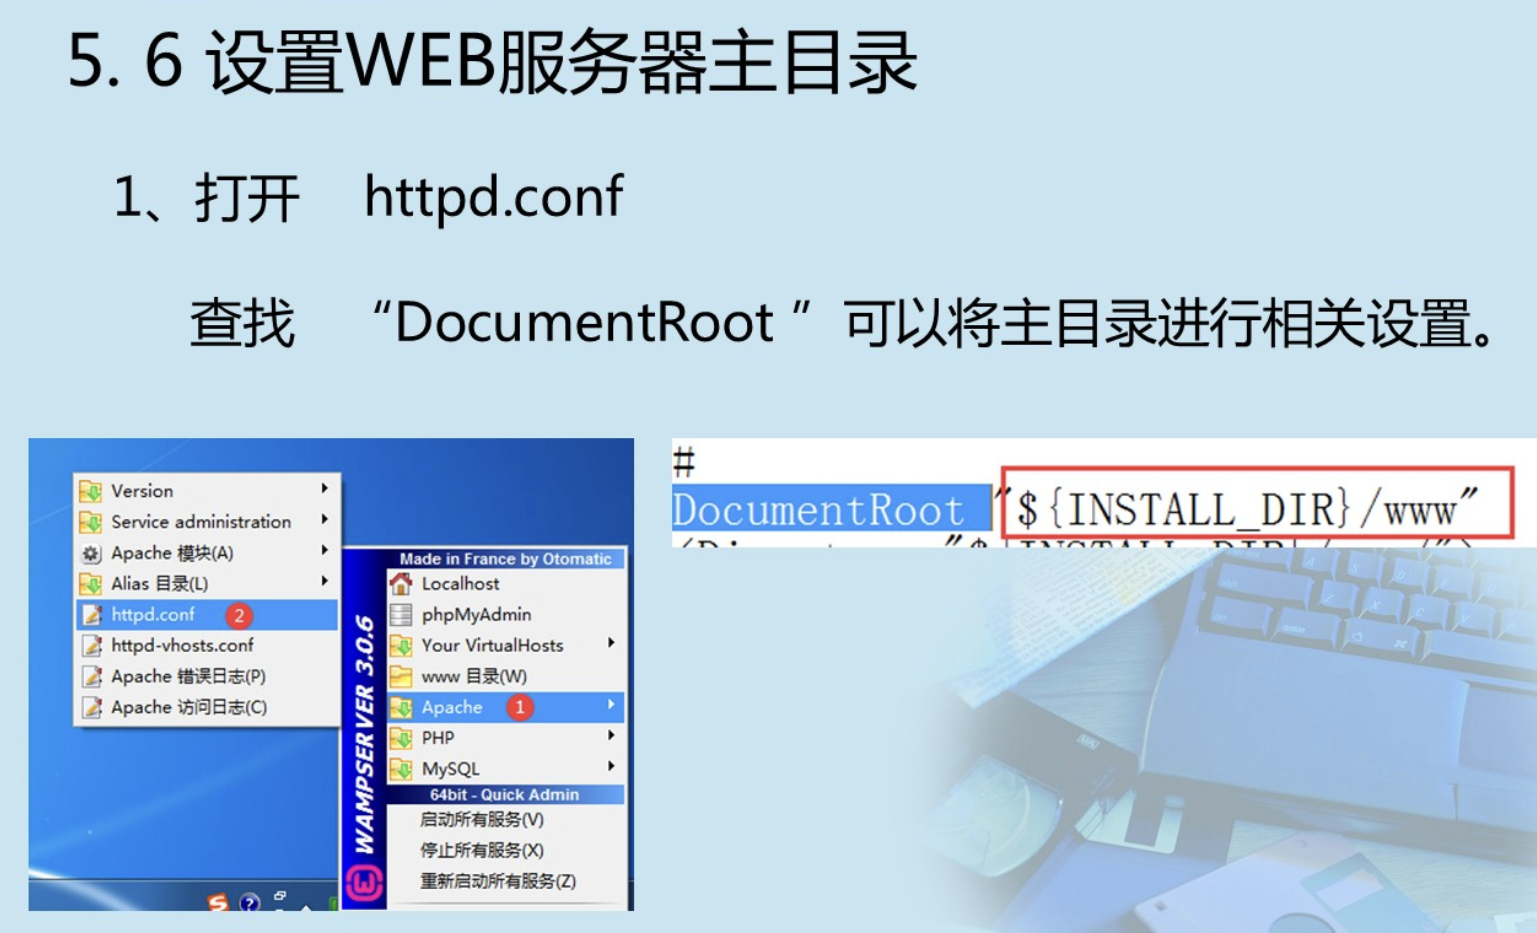 5. 6 设置WEB服务器主目录
1、打开 httpd.conf
查找 “DocumentRoot ”可以将主目录进行相关设置。
Version
Service administration
Apache 模块(A)
Alias 目录(L)
httpd.conf 2
httpd-vhosts.conf
Apache 错误日志(P)
Apache 访问日志(C)
WAMPSERVER 3.0.6
Made in France by Otomatic
Localhost
phpMyAdmin
Your VirtualHosts
www 目录(W)
Apache 1
PHP
MySQL
64bit - Quick Admin
启动所有服务(V)
停止所有服务(X)
重新启动所有服务(Z)
#
DocumentRoot "${INSTALL_DIR}/www"